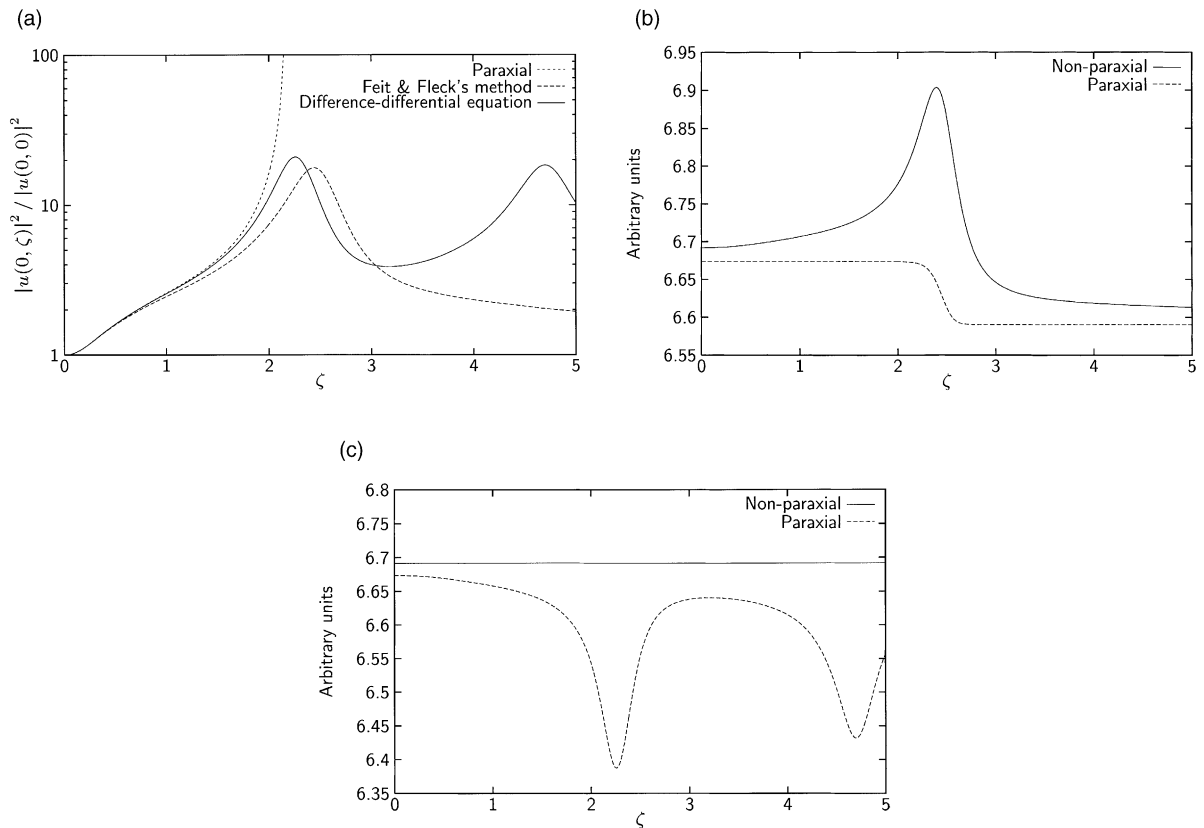 (a)
100
10
1
0
1
2
3
4
5
|u(0, ζ)|² / |u(0, 0)|²
ζ
Paraxial
Feit & Fleck's method
Difference-differential equation
(b)
6.95
6.9
6.85
6.8
6.75
6.7
6.65
6.6
6.55
0
1
2
3
4
5
Arbitrary units
ζ
Non-paraxial
Paraxial
(c)
6.8
6.75
6.7
6.65
6.6
6.55
6.5
6.45
6.4
6.35
0
1
2
3
4
5
Arbitrary units
ζ
Non-paraxial
Paraxial